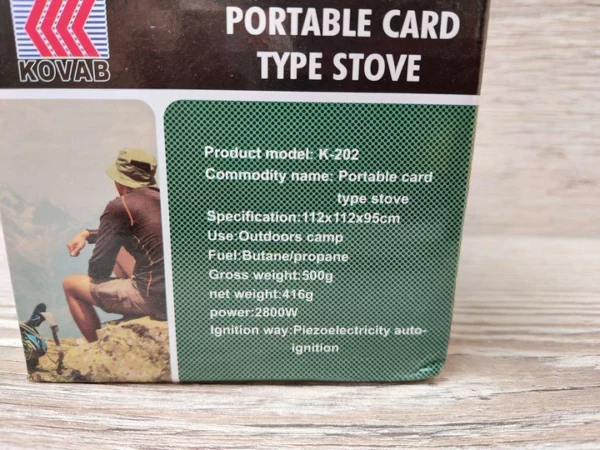 PORTABLE CARD
TYPE STOVE
KOVAB
Product model: K-202
Commodity name: Portable card
type stove
Specification:112x112x95cm
Use:Outdoors camp
Fuel:Butane/propane
Gross weight:500g
net weight:416g
power:2800W
Ignition way:Piezoelectricity auto-
ignition